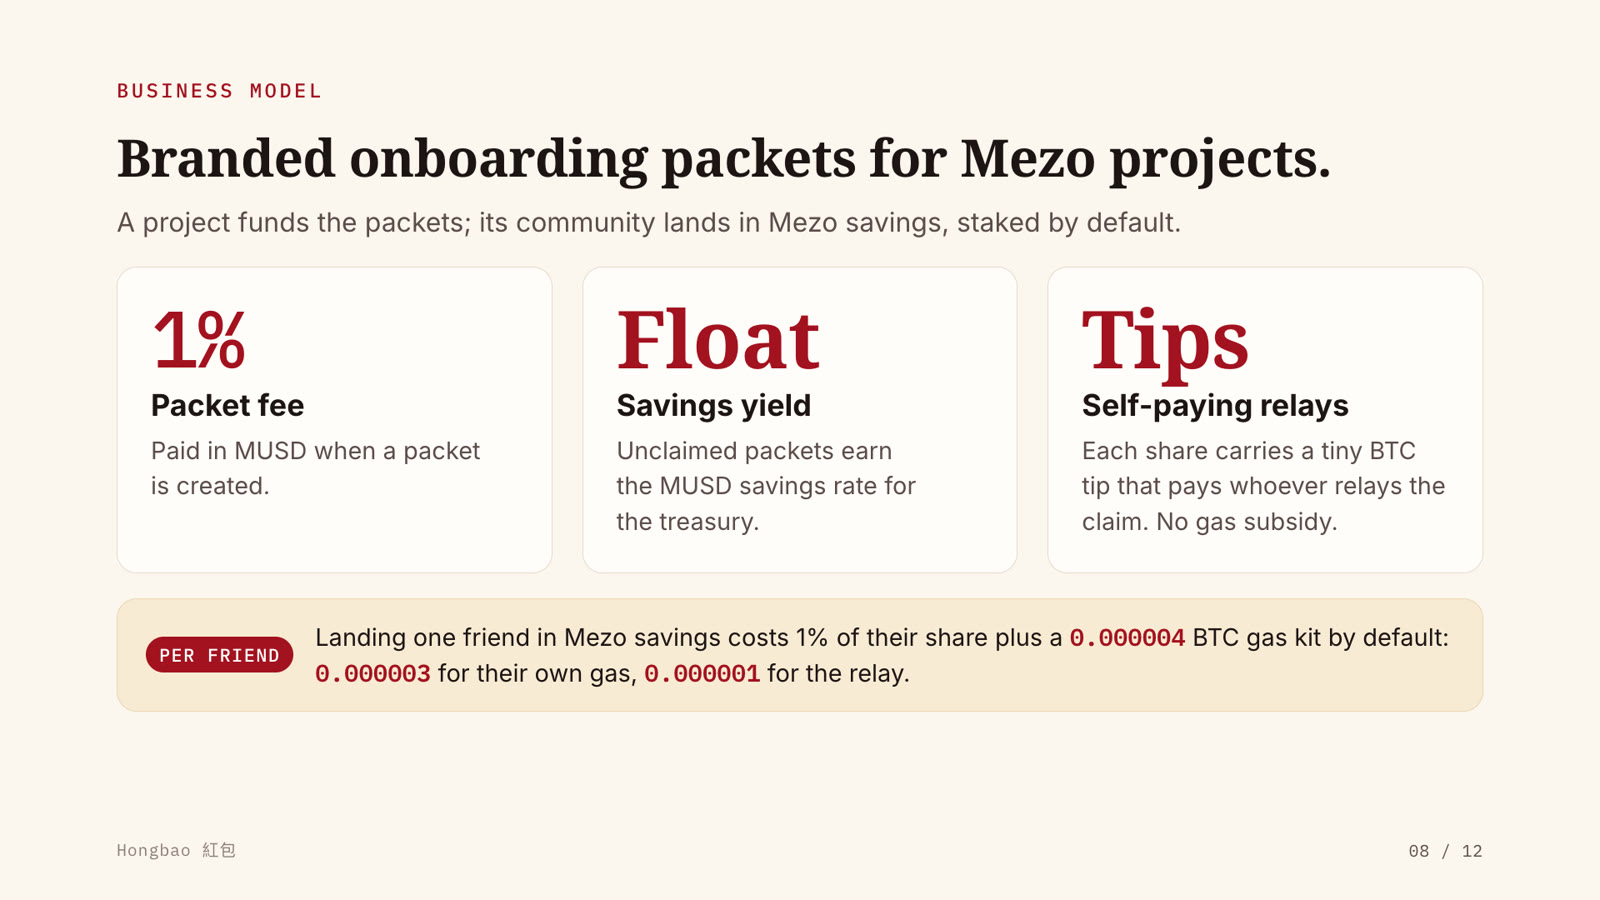 BUSINESS MODEL
Branded onboarding packets for Mezo projects.
A project funds the packets; its community lands in Mezo savings, staked by default.
1%
Packet fee
Paid in MUSD when a packet
is created.
Float
Savings yield
Unclaimed packets earn
the MUSD savings rate for
the treasury.
Tips
Self-paying relays
Each share carries a tiny BTC
tip that pays whoever relays the
claim. No gas subsidy.
PER FRIEND
Landing one friend in Mezo savings costs 1% of their share plus a 0.000004 BTC gas kit by default:
0.000003 for their own gas, 0.000001 for the relay.
Hongbao 紅包
08 / 12